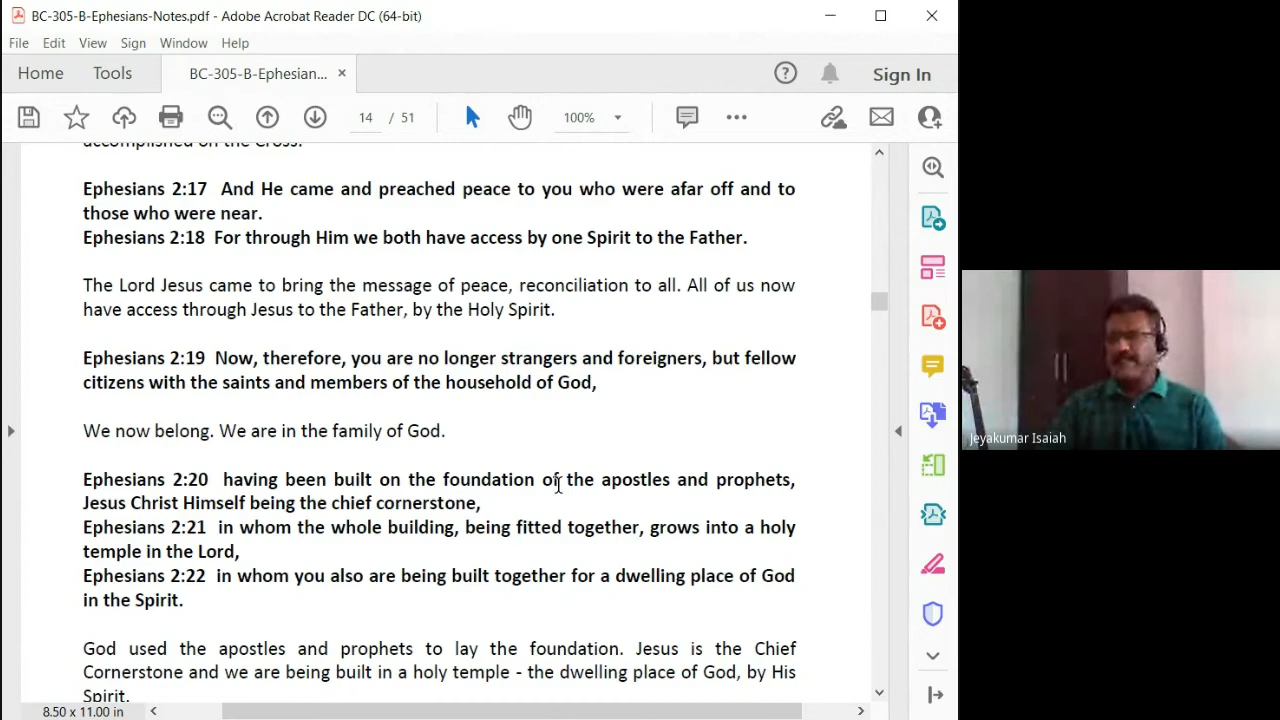 BC-305-B-Ephesians-Notes.pdf - Adobe Acrobat Reader DC (64-bit)
File Edit View Sign Window Help
Home Tools BC-305-B-Ephesian... × Sign In
14 / 51 100%
accomplished on the Cross.
Ephesians 2:17 And He came and preached peace to you who were afar off and to
those who were near.
Ephesians 2:18 For through Him we both have access by one Spirit to the Father.
The Lord Jesus came to bring the message of peace, reconciliation to all. All of us now
have access through Jesus to the Father, by the Holy Spirit.
Ephesians 2:19 Now, therefore, you are no longer strangers and foreigners, but fellow
citizens with the saints and members of the household of God,
We now belong. We are in the family of God.
Ephesians 2:20 having been built on the foundation of the apostles and prophets,
Jesus Christ Himself being the chief cornerstone,
Ephesians 2:21 in whom the whole building, being fitted together, grows into a holy
temple in the Lord,
Ephesians 2:22 in whom you also are being built together for a dwelling place of God
in the Spirit.
God used the apostles and prophets to lay the foundation. Jesus is the Chief
Cornerstone and we are being built in a holy temple - the dwelling place of God, by His
Spirit.
8.50 x 11.00 in
Jeyakumar Isaiah